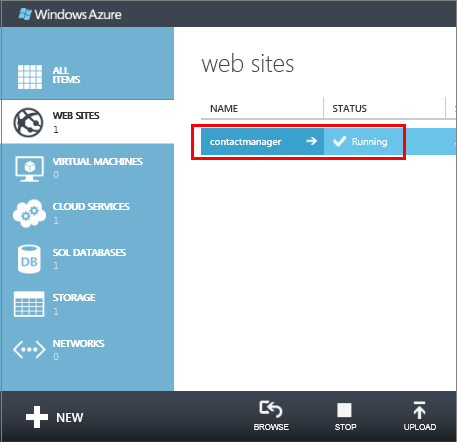 Windows Azure
ALL
ITEMS
WEB SITES
1
VIRTUAL MACHINES
0
CLOUD SERVICES
1
DB
SQL DATABASES
1
STORAGE
1
NETWORKS
0
web sites
NAME
STATUS
contactmanager
Running
NEW
BROWSE
STOP
UPLOAD